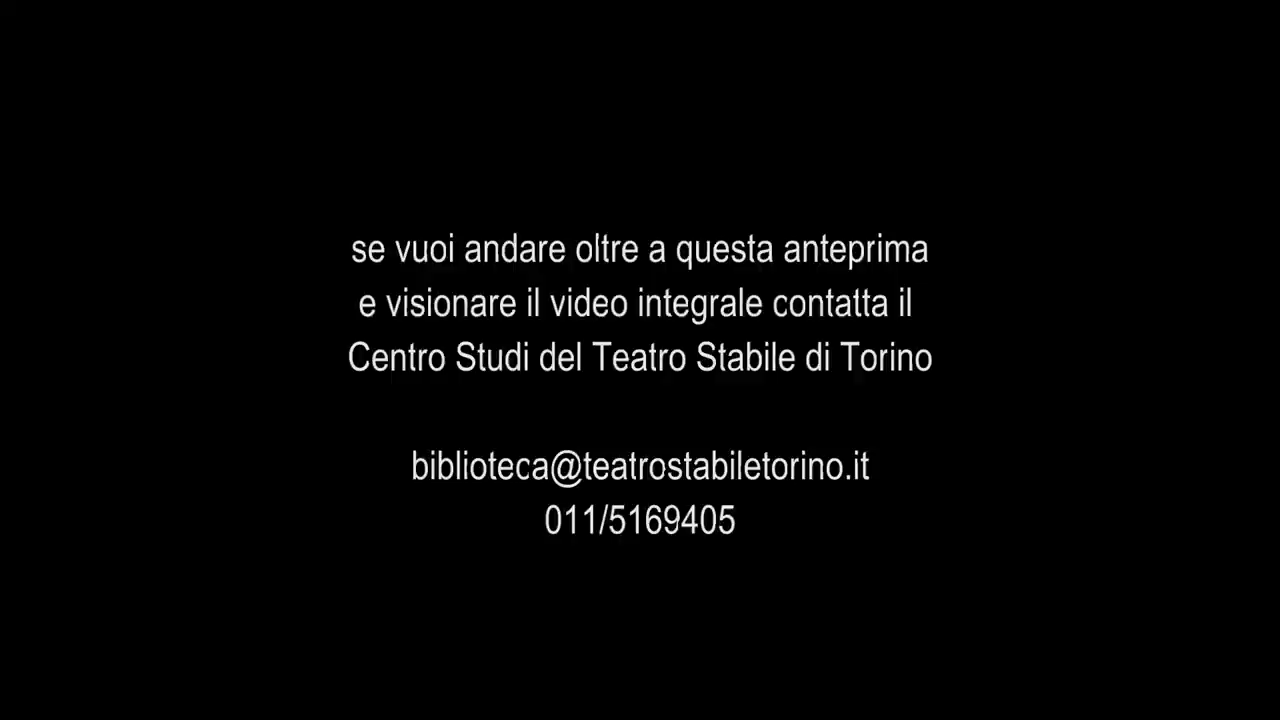 se vuoi andare oltre a questa anteprima
e visionare il video integrale contatta il
Centro Studi del Teatro Stabile di Torino
biblioteca@teatrostabiletorino.it
011/5169405